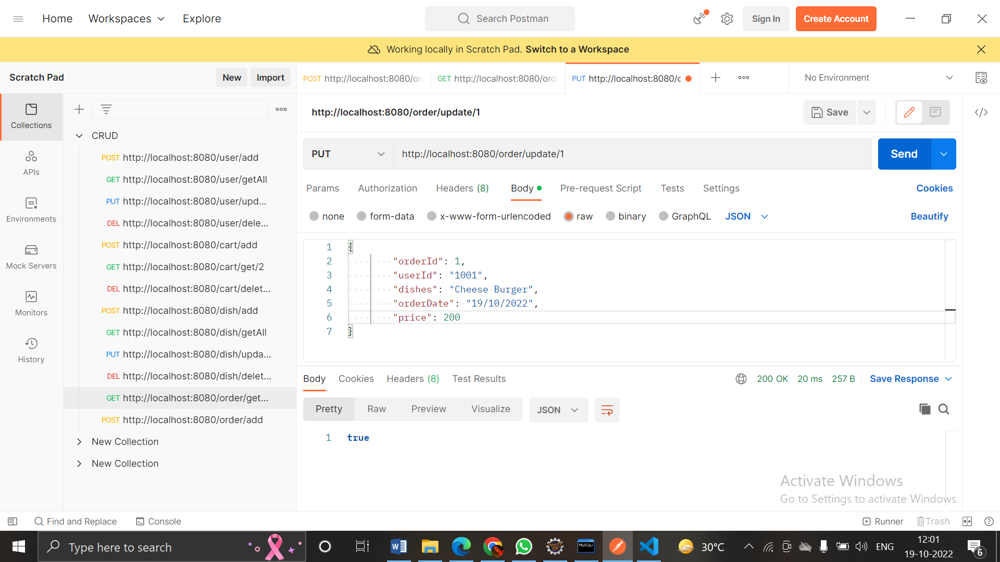 Home Workspaces Explore Search Postman Sign In Create Account
Working locally in Scratch Pad. Switch to a Workspace
Scratch Pad New Import
POST http://localhost:8080/or GET http://localhost:8080/ord PUT http://localhost:8080/c No Environment
Collections
APIs
Environments
Mock Servers
Monitors
History
CRUD
POST http://localhost:8080/user/add
GET http://localhost:8080/user/getAll
PUT http://localhost:8080/user/upd...
DEL http://localhost:8080/user/dele...
POST http://localhost:8080/cart/add
GET http://localhost:8080/cart/get/2
DEL http://localhost:8080/cart/delet...
POST http://localhost:8080/dish/add
GET http://localhost:8080/dish/getAll
PUT http://localhost:8080/dish/upda...
DEL http://localhost:8080/dish/delet...
GET http://localhost:8080/order/get...
POST http://localhost:8080/order/add
New Collection
New Collection
http://localhost:8080/order/update/1 Save
PUT http://localhost:8080/order/update/1 Send
Params Authorization Headers (8) Body Pre-request Script Tests Settings Cookies
none form-data x-www-form-urlencoded raw binary GraphQL JSON Beautify
1 {
2 "orderId": 1,
3 "userId": "1001",
4 "dishes": "Cheese Burger",
5 "orderDate": "19/10/2022",
6 "price": 200
7 }
Body Cookies Headers (8) Test Results 200 OK 20 ms 257 B Save Response
Pretty Raw Preview Visualize JSON
1 true
Activate Windows
Go to Settings to activate Windows.
Find and Replace Console Runner Trash
Type here to search 30°C ENG 12:01
19-10-2022
6